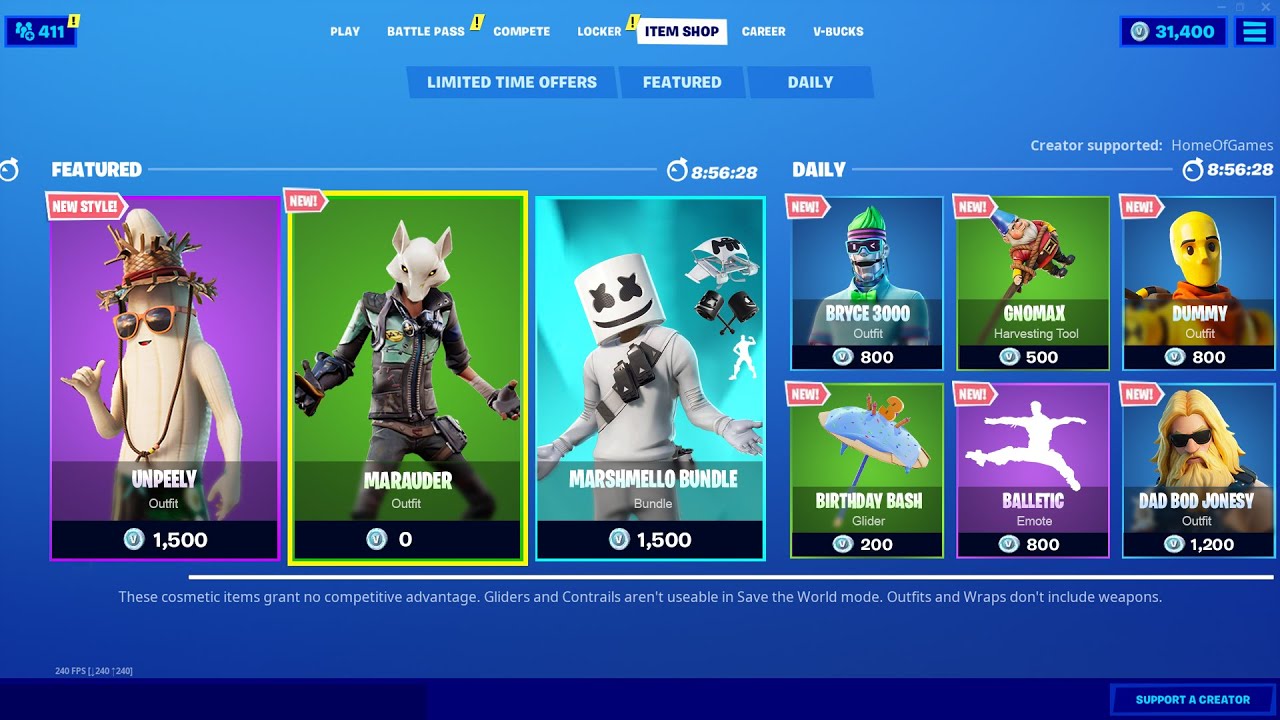 411
!
PLAY
BATTLE PASS
!
COMPETE
LOCKER
!
ITEM SHOP
CAREER
V-BUCKS
V 31,400
LIMITED TIME OFFERS
FEATURED
DAILY
Creator supported: HomeOfGames
FEATURED
8:56:28
DAILY
8:56:28
NEW STYLE!
UNPEELY
Outfit
V 1,500
NEW!
MARAUDER
Outfit
V 0
MARSHMELLO BUNDLE
Bundle
V 1,500
NEW!
BRYCE 3000
Outfit
V 800
NEW!
GNOMAX
Harvesting Tool
V 500
NEW!
DUMMY
Outfit
V 800
NEW!
BIRTHDAY BASH
Glider
V 200
NEW!
BALLETIC
Emote
V 800
NEW!
DAD BOD JONESY
Outfit
V 1,200
These cosmetic items grant no competitive advantage. Gliders and Contrails aren't useable in Save the World mode. Outfits and Wraps don't include weapons.
240 FPS [↓240 ↑240]
SUPPORT A CREATOR